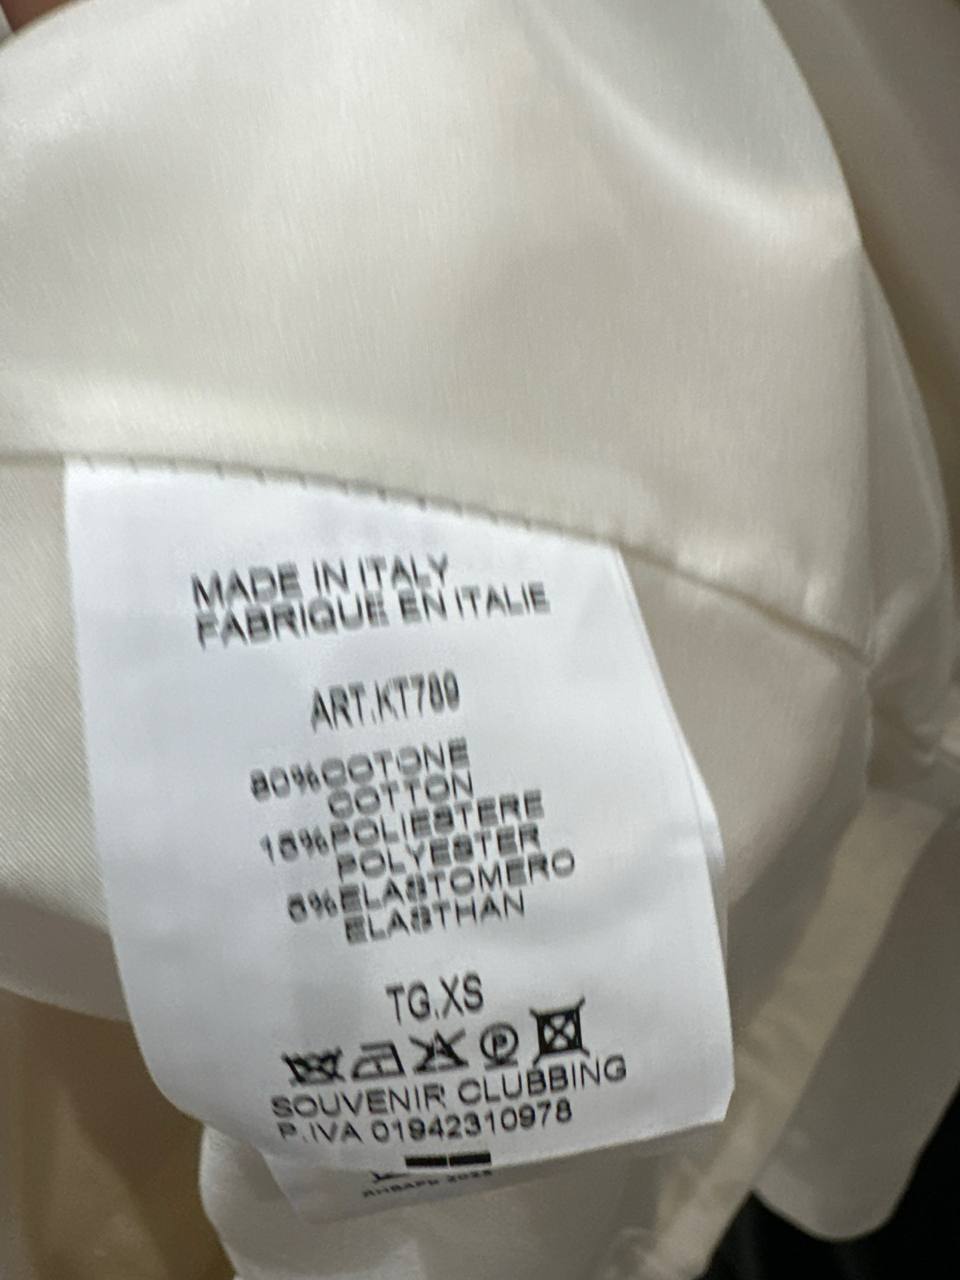 MADE IN ITALY
FABRIQUE EN ITALIE
ART.KT789
80%COTONE
COTTON
15%POLIESTERE
POLYESTER
5%ELASTOMERO
ELASTHAN
TG.XS
P
SOUVENIR CLUBBING
P.IVA 01942310978